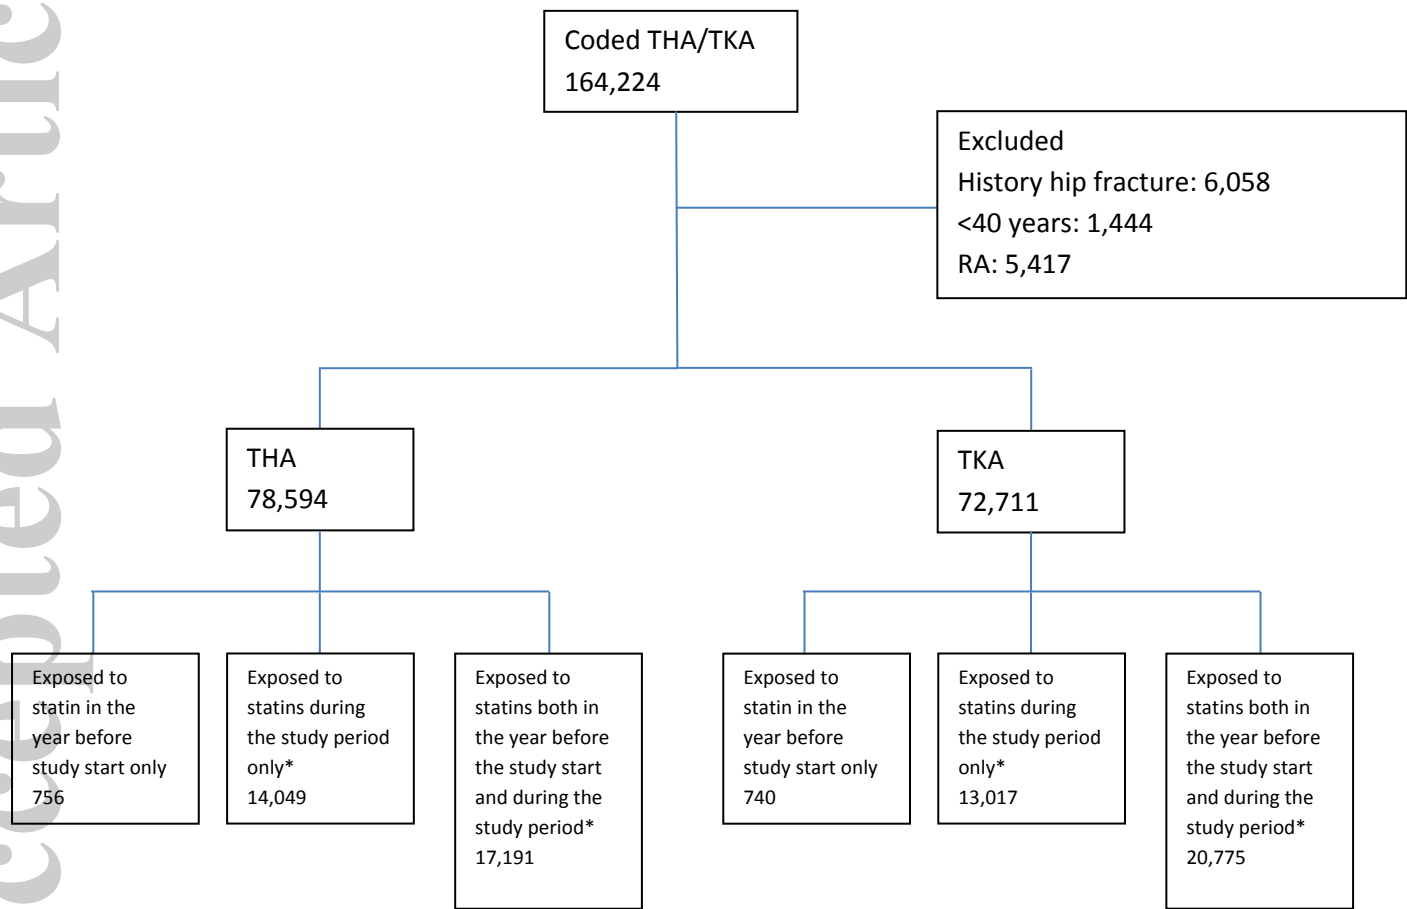 Coded THA/TKA
164,224
Excluded
History hip fracture: 6,058
<40 years: 1,444
RA: 5,417
THA
78,594
TKA
72,711
Exposed to
statin in the
year before
study start only
756
Exposed to
statins during
the study period
only*
14,049
Exposed to
statins both in
the year before
the study start
and during the
study period*
17,191
Exposed to
statin in the
year before
study start only
740
Exposed to
statins during
the study period
only*
13,017
Exposed to
statins both in
the year before
the study start
and during the
study period*
20,775